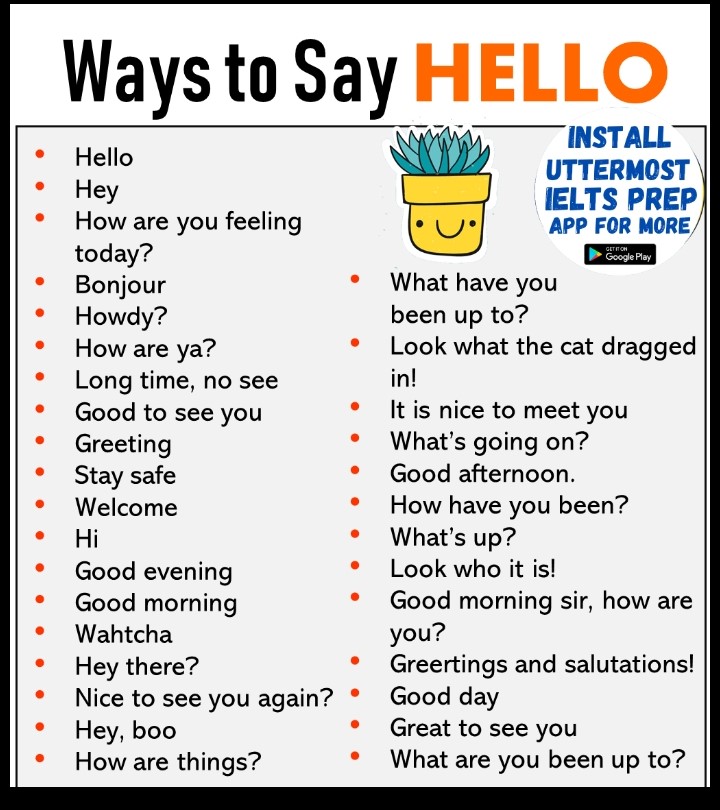 Ways to Say HELLO
INSTALL
UTTERMOST
IELTS PREP
APP FOR MORE
GET IT ON
Google Play
• Hello
• Hey
• How are you feeling
today?
• Bonjour
• Howdy?
• How are ya?
• Long time, no see
• Good to see you
• Greeting
• Stay safe
• Welcome
• Hi
• Good evening
• Good morning
• Wahtcha
• Hey there?
• Nice to see you again?
• Hey, boo
• How are things?
• What have you
been up to?
• Look what the cat dragged
in!
• It is nice to meet you
• What's going on?
• Good afternoon.
• How have you been?
• What's up?
• Look who it is!
• Good morning sir, how are
you?
• Greertings and salutations!
• Good day
• Great to see you
• What are you been up to?